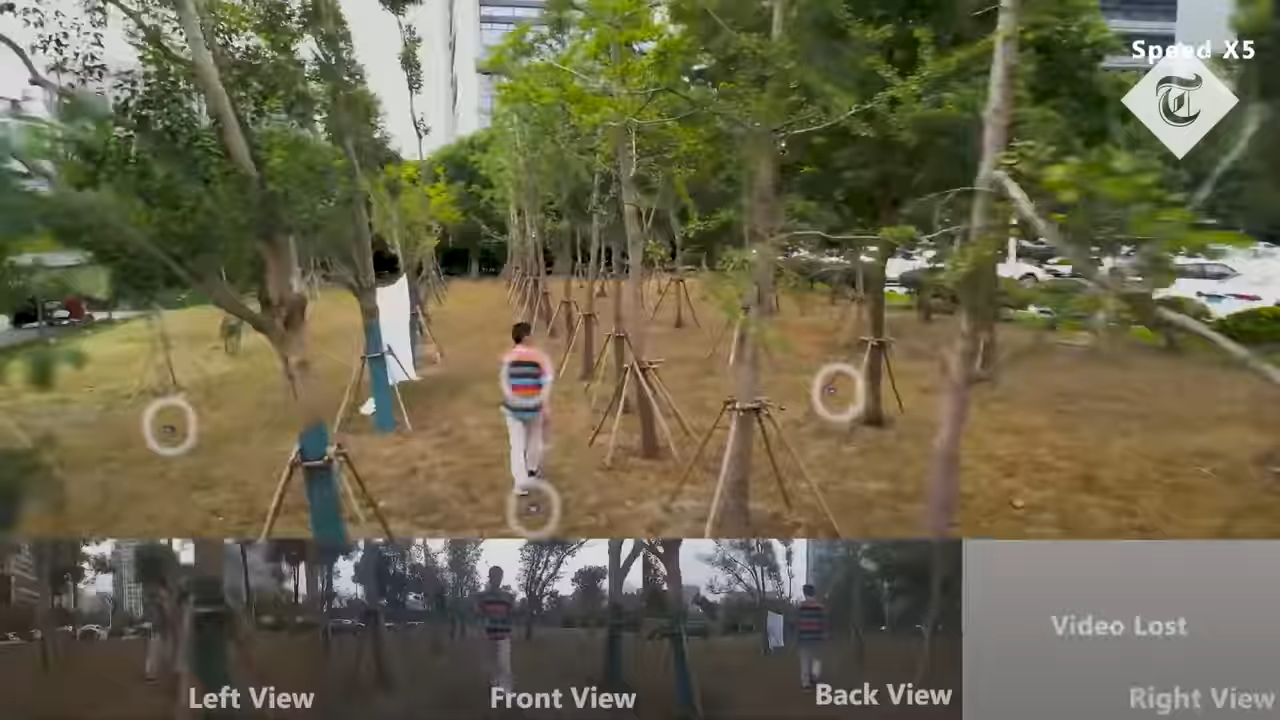 Speed X5
T
Video Lost
Left View
Front View
Back View
Right View